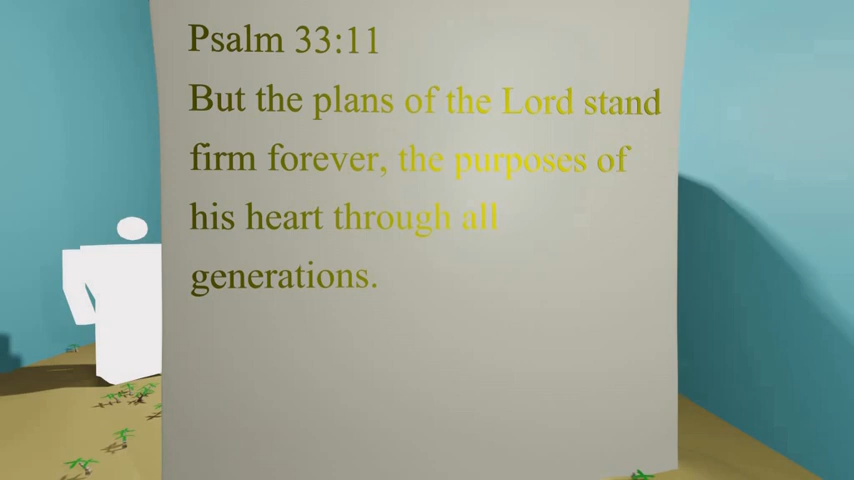 Psalm 33:11
But the plans of the Lord stand
firm forever, the purposes of
his heart through all
generations.